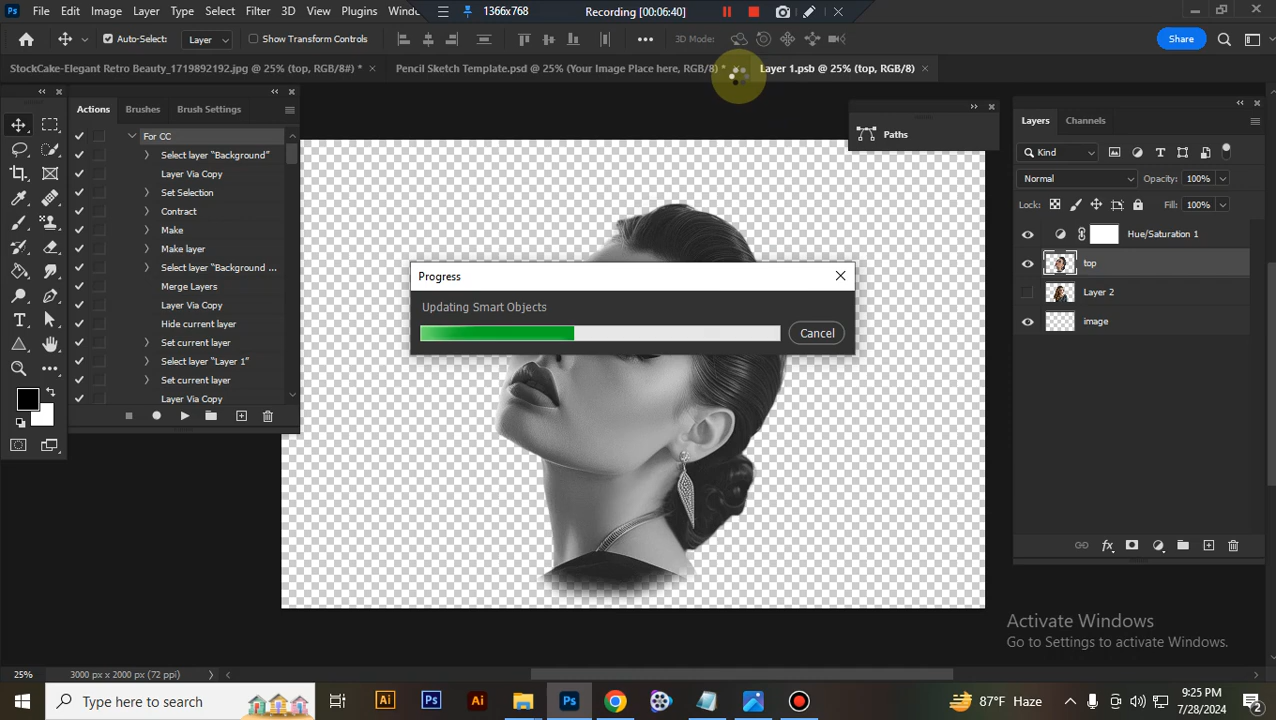 1366x768 Recording [00:06:40]
File Edit Image Layer Type Select Filter 3D View Plugins Windo
Auto-Select: Layer Show Transform Controls 3D Mode: Share
StockCake-Elegant Retro Beauty_1719892192.jpg @ 25% (top, RGB/8#) * Pencil Sketch Template.psd @ 25% (Your Image Place here, RGB/8) * Layer 1.psb @ 25% (top, RGB/8)
Actions Brushes Brush Settings
For CC
Select layer "Background"
Layer Via Copy
Set Selection
Contract
Make
Make layer
Select layer "Background ...
Merge Layers
Layer Via Copy
Hide current layer
Set current layer
Select layer "Layer 1"
Set current layer
Layer Via Copy
Progress
Updating Smart Objects
Cancel
Paths
Layers Channels
Kind
Normal Opacity: 100%
Lock: Fill: 100%
Hue/Saturation 1
top
Layer 2
image
Activate Windows
Go to Settings to activate Windows.
25% 3000 px x 2000 px (72 ppi)
Type here to search
Ai Ps Ai Ps
87°F Haze
9:25 PM
7/28/2024
2